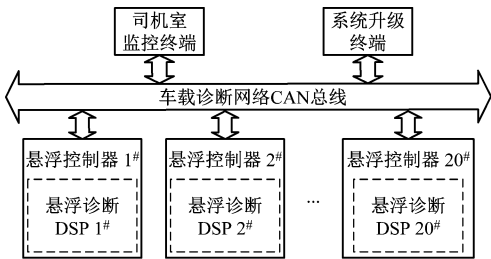 司机室
监控终端
系统升级
终端
车载诊断网络CAN总线
悬浮控制器 1#
悬浮诊断
DSP 1#
悬浮控制器 2#
悬浮诊断
DSP 2#
...
悬浮控制器 20#
悬浮诊断
DSP 20#